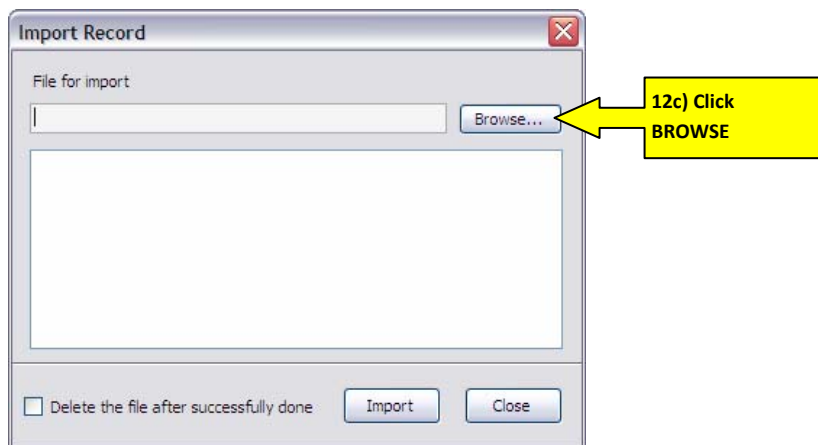 Import Record
File for import
Browse...
12c) Click
BROWSE
Delete the file after successfully done
Import
Close